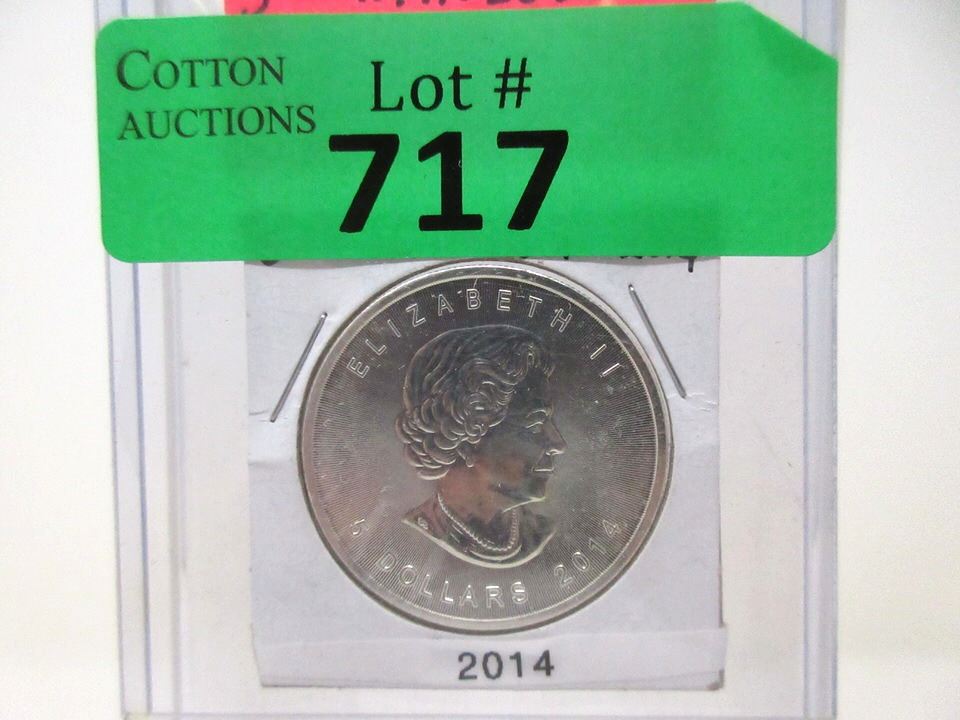 COTTON
AUCTIONS
Lot #
717
ELIZABETH II
5 DOLLARS 2014
2014